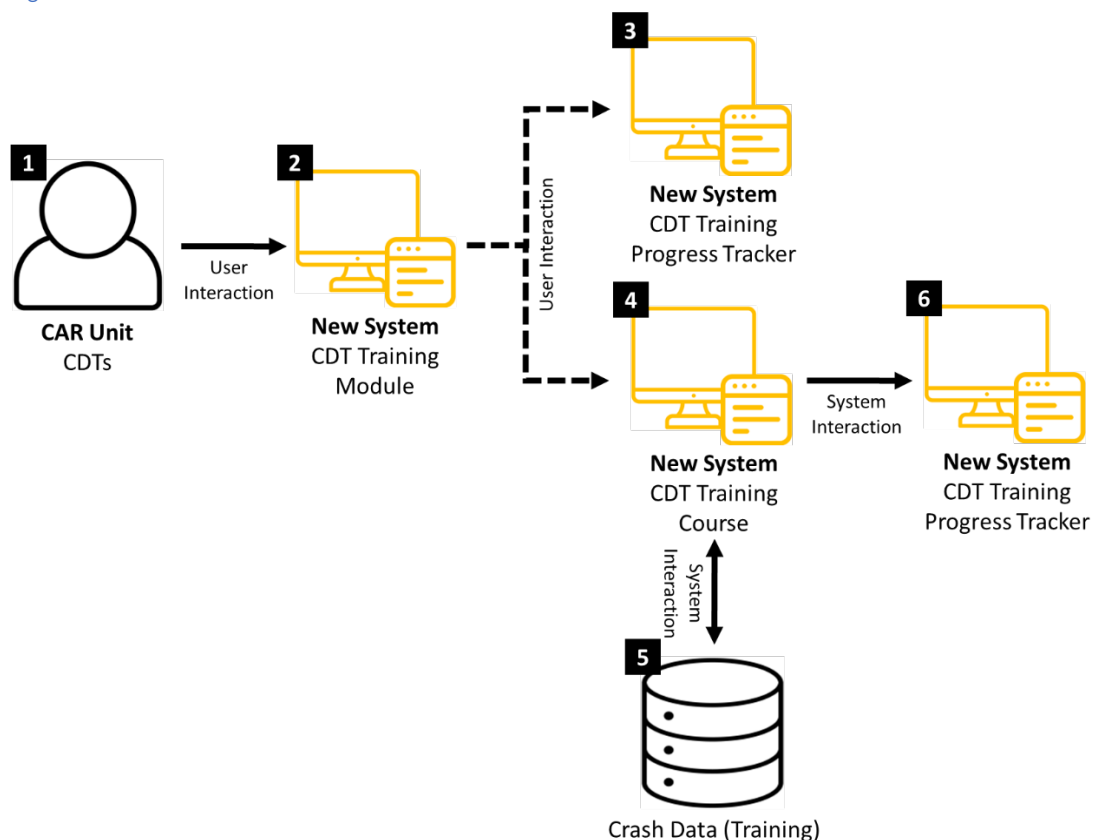 1
CAR Unit
CDTs
User
Interaction
2
New System
CDT Training
Module
User Interaction
3
New System
CDT Training
Progress Tracker
4
New System
CDT Training
Course
System
Interaction
6
New System
CDT Training
Progress Tracker
System
Interaction
5
Crash Data (Training)